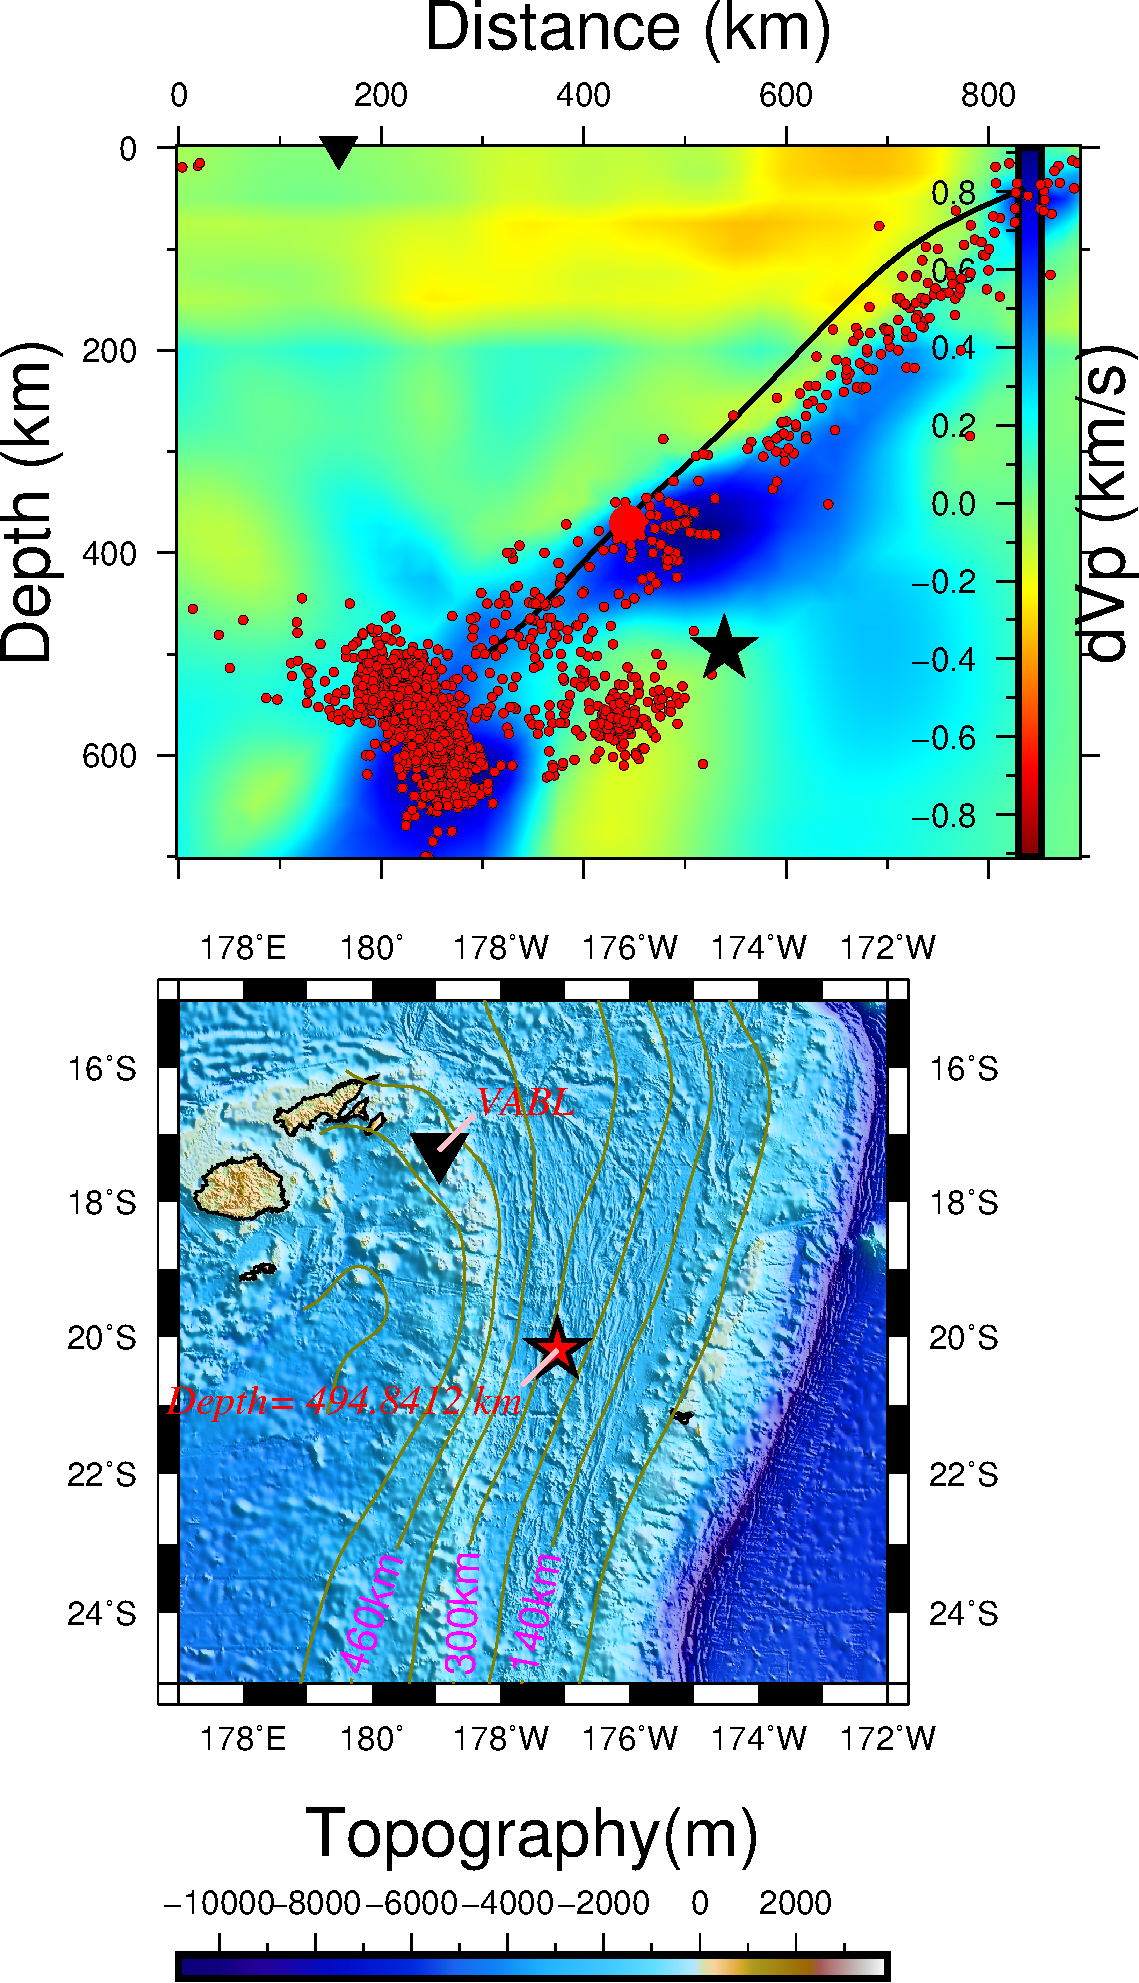 Distance (km)
0 200 400 600 800
Depth (km)
0
200
400
600
0.8
0.6
0.4
0.2
0.0
−0.2
−0.4
−0.6
−0.8
dVp (km/s)
178°E 180° 178°W 176°W 174°W 172°W
16°S 16°S
VABL
18°S 18°S
20°S 20°S
Depth= 494.8412 km
22°S 22°S
24°S 24°S
460km 300km 140km
178°E 180° 178°W 176°W 174°W 172°W
Topography(m)
−10000 −8000 −6000 −4000 −2000 0 2000